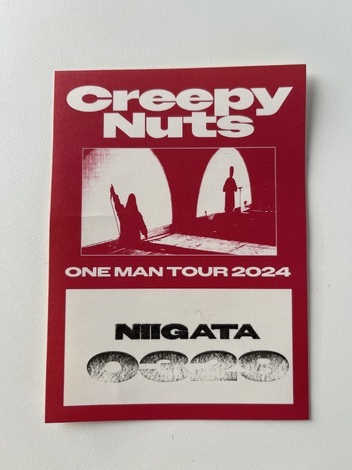 Creepy
Nuts
ONE MAN TOUR 2024
NIIGATA